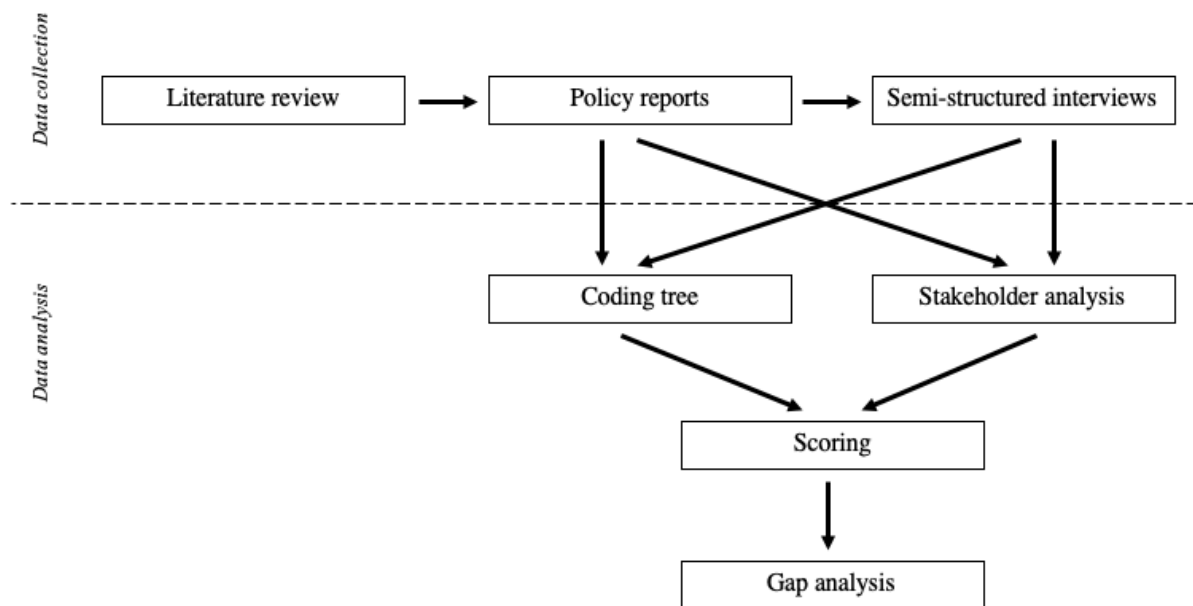 Data collection
Literature review
Policy reports
Semi-structured interviews
Data analysis
Coding tree
Stakeholder analysis
Scoring
Gap analysis